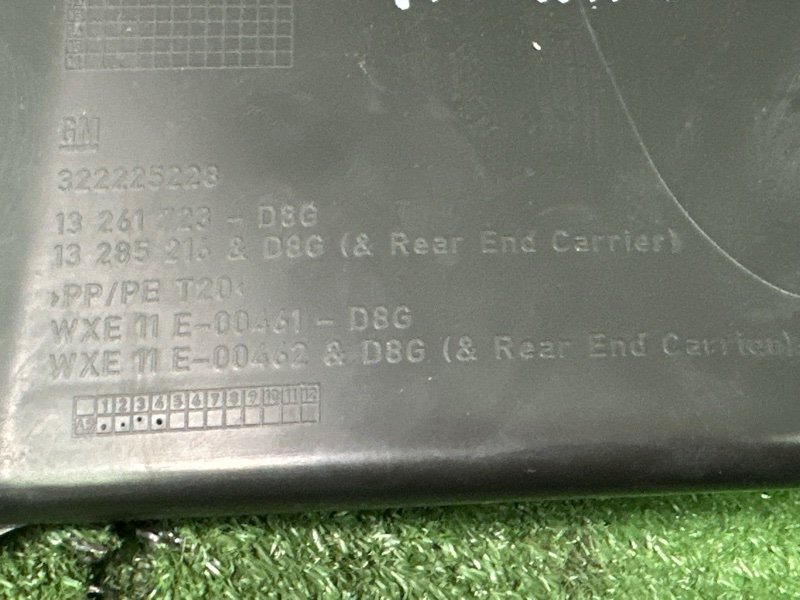 GM
322225228
13 261 723 - D8G
13 285 216 & D8G (& Rear End Carrier)
>PP/PE T20<
WXE 11 E-00461 - D8G
WXE 11 E-00462 & D8G (& Rear End Carrier)
1 2 3 4 5 6 7 8 9 10 11 12